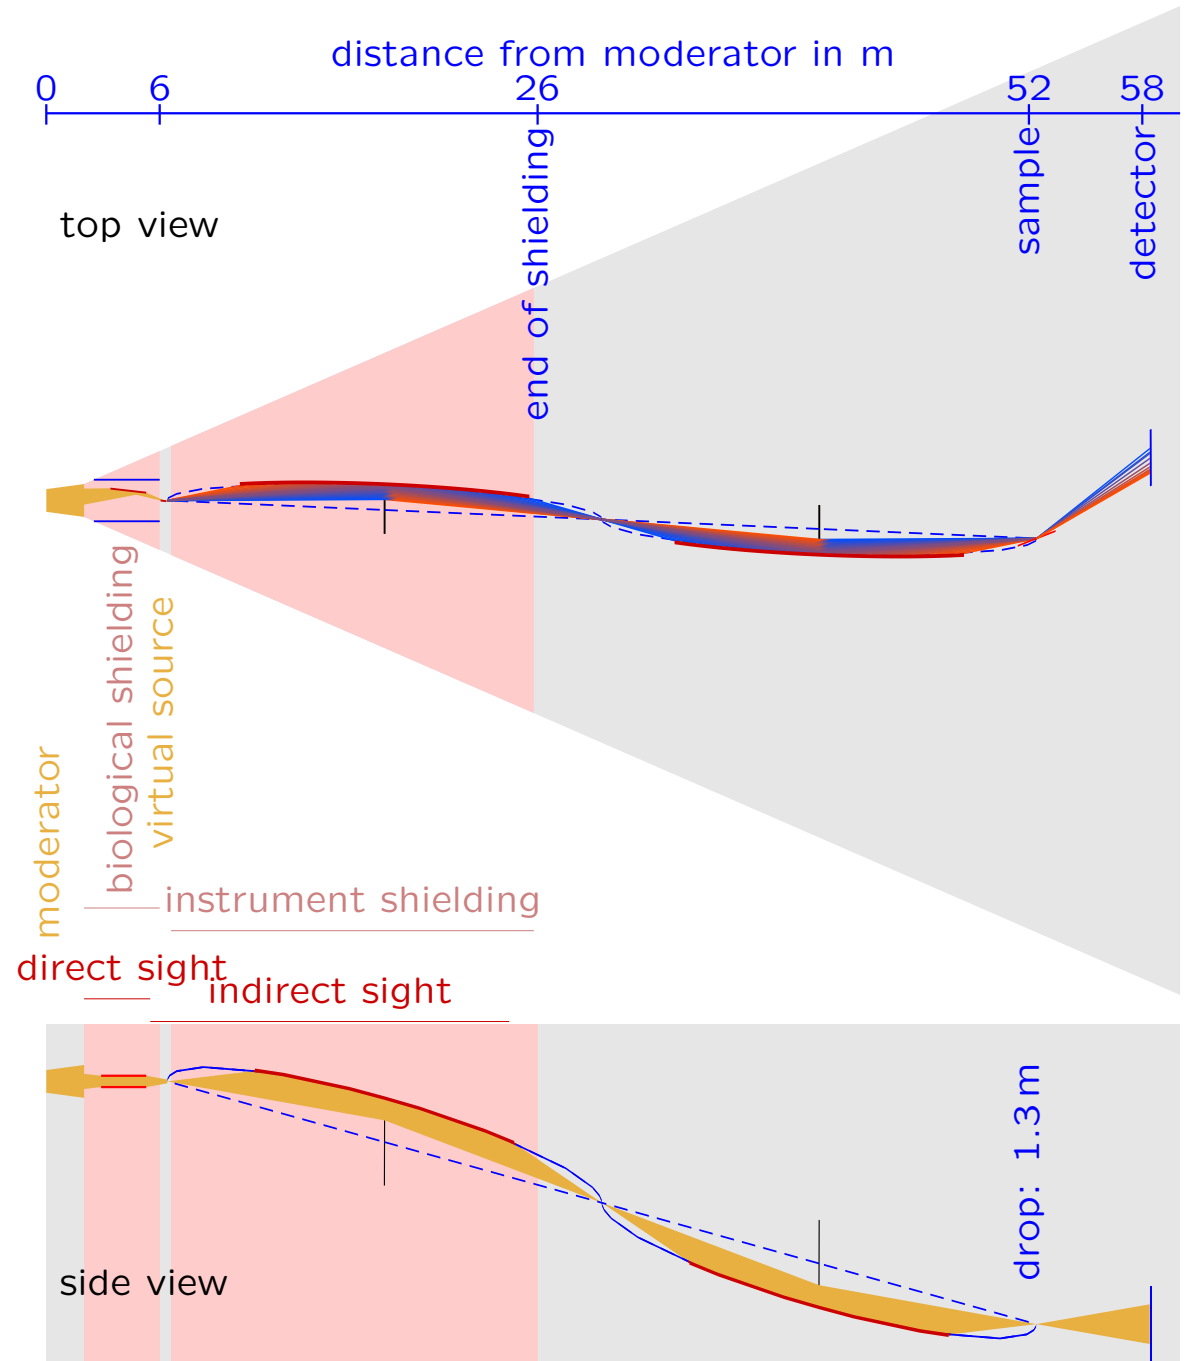 distance from moderator in m
0 6 26 52 58
end of shielding
sample
detector
top view
moderator
biological shielding
virtual source
instrument shielding
direct sight
indirect sight
drop: 1.3 m
side view